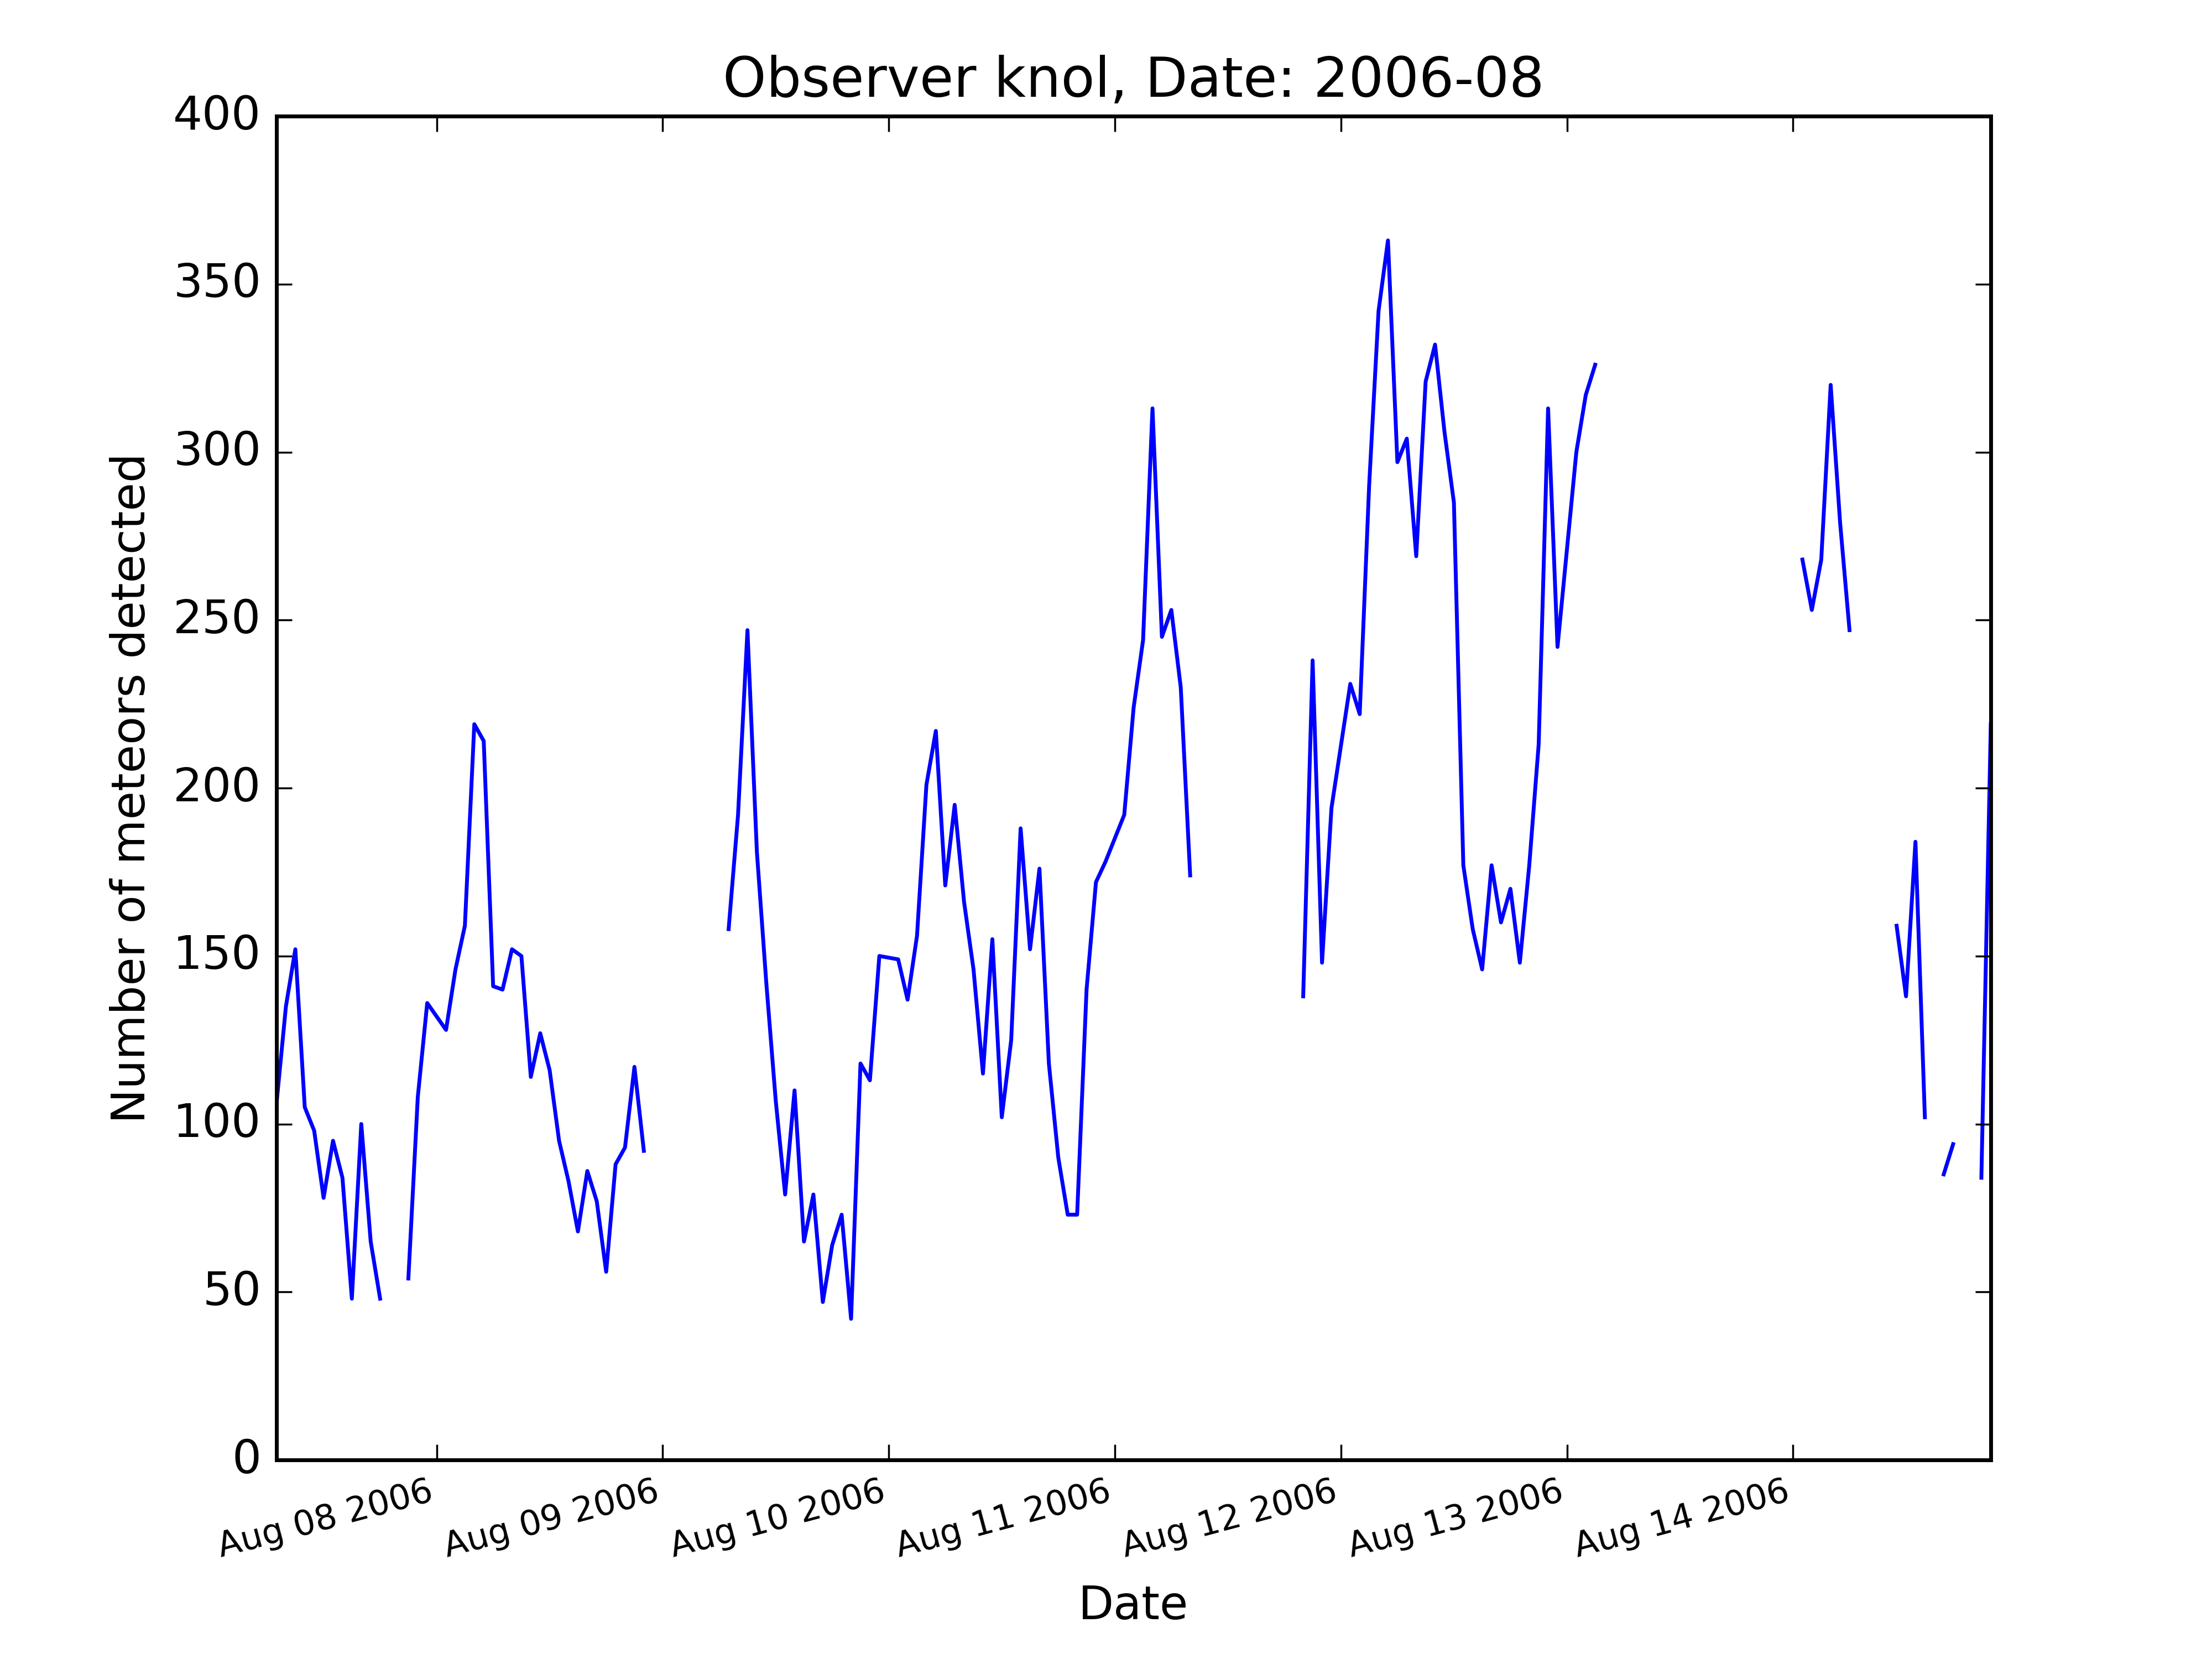 Observer knol, Date: 2006-08
400
350
300
250
200
150
100
50
0
Number of meteors detected
Aug 08 2006
Aug 09 2006
Aug 10 2006
Aug 11 2006
Aug 12 2006
Aug 13 2006
Aug 14 2006
Date